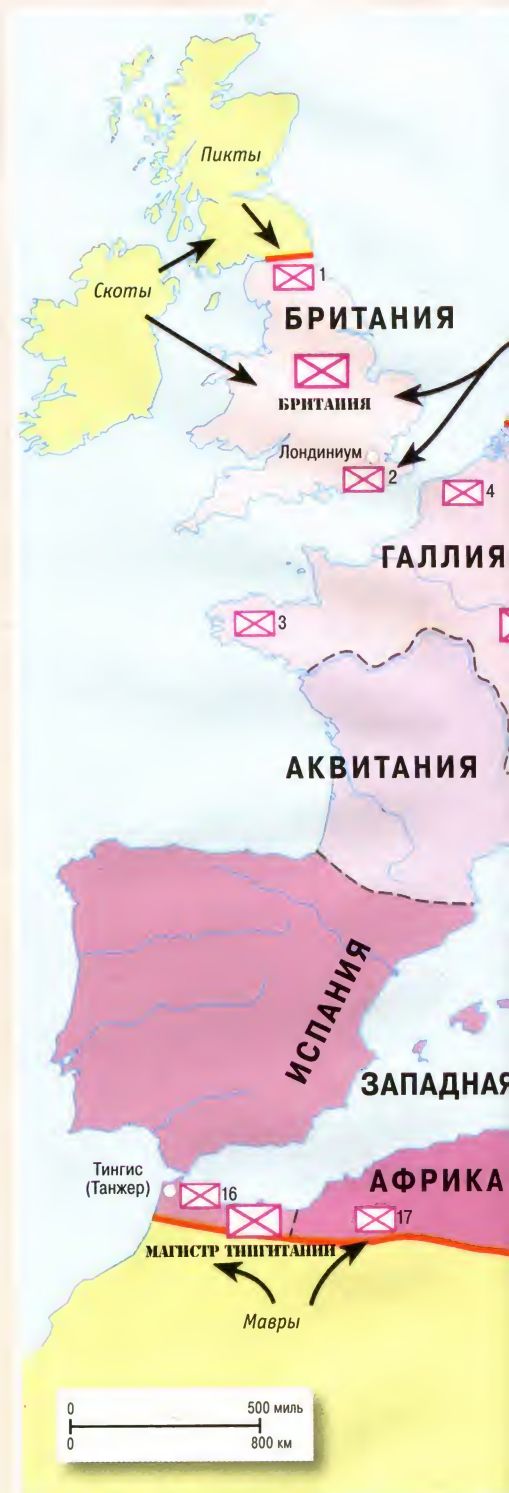 Пикты
Скоты
1
БРИТАНИЯ
БРИТАНИЯ
Лондиниум
2
4
ГАЛЛИЯ
3
АКВИТАНИЯ
ИСПАНИЯ
ЗАПАДНАЯ
Тингис
(Танжер)
16
АФРИКА
17
МАГИСТР ТИНГИТАНИИ
Мавры
0 500 миль
0 800 км